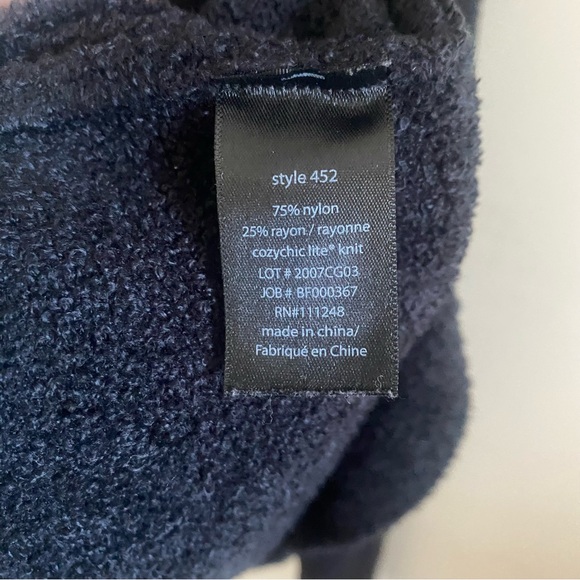 style 452
75% nylon
25% rayon / rayonne
cozychic lite® knit
LOT # 2007CG03
JOB # BF000367
RN#111248
made in china/
Fabriqué en Chine